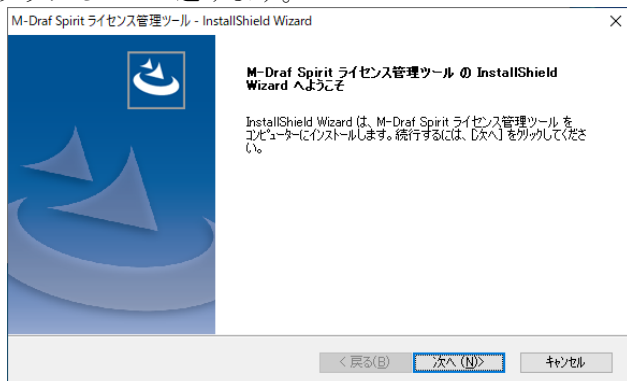 M-Draf Spirit ライセンス管理ツール - InstallShield Wizard
M-Draf Spirit ライセンス管理ツール の InstallShield
Wizard へようこそ
InstallShield Wizard は、M-Draf Spirit ライセンス管理ツール を
コンピューターにインストールします。続行するには、[次へ] をクリックしてくださ
い。
< 戻る(B)
次へ (N)>
キャンセル